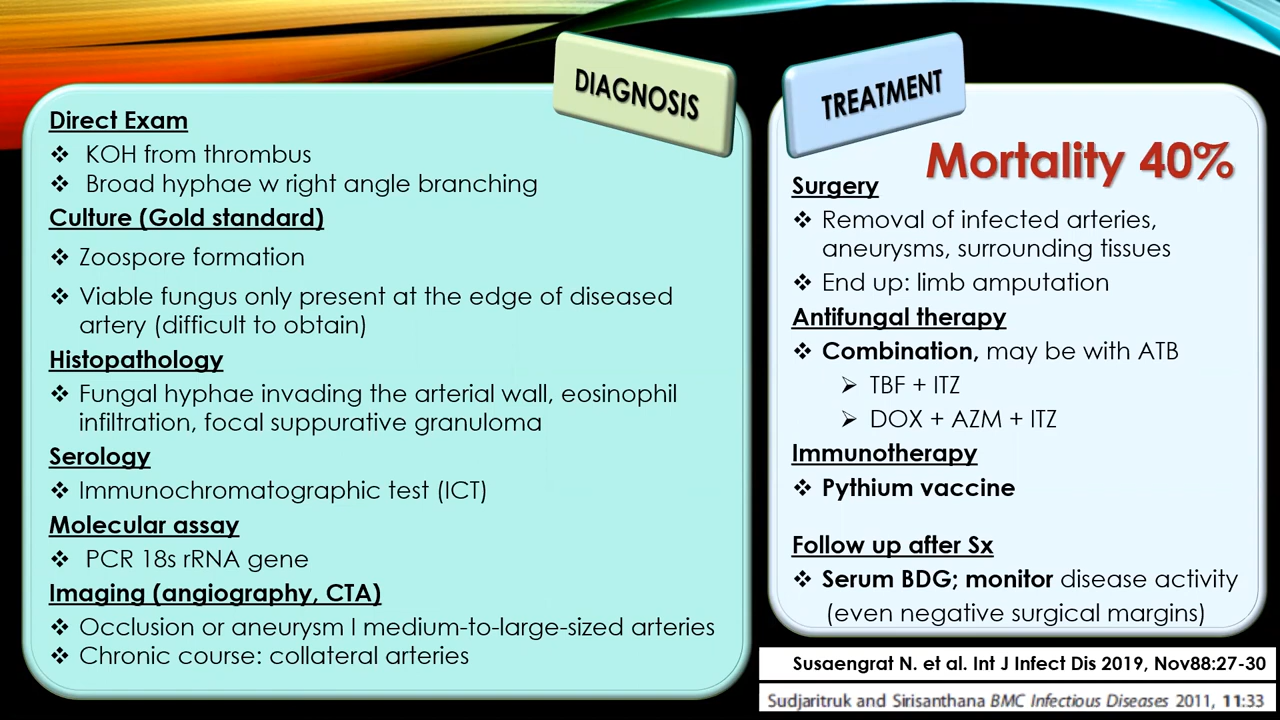 DIAGNOSIS
Direct Exam
❖ KOH from thrombus
❖ Broad hyphae w right angle branching
Culture (Gold standard)
❖ Zoospore formation
❖ Viable fungus only present at the edge of diseased
artery (difficult to obtain)
Histopathology
❖ Fungal hyphae invading the arterial wall, eosinophil
infiltration, focal suppurative granuloma
Serology
❖ Immunochromatographic test (ICT)
Molecular assay
❖ PCR 18s rRNA gene
Imaging (angiography, CTA)
❖ Occlusion or aneurysm I medium-to-large-sized arteries
❖ Chronic course: collateral arteries
TREATMENT
Mortality 40%
Surgery
❖ Removal of infected arteries,
aneurysms, surrounding tissues
❖ End up: limb amputation
Antifungal therapy
❖ Combination, may be with ATB
➢ TBF + ITZ
➢ DOX + AZM + ITZ
Immunotherapy
❖ Pythium vaccine
Follow up after Sx
❖ Serum BDG; monitor disease activity
(even negative surgical margins)
Susaengrat N. et al. Int J Infect Dis 2019, Nov88:27-30
Sudjaritruk and Sirisanthana BMC Infectious Diseases 2011, 11:33